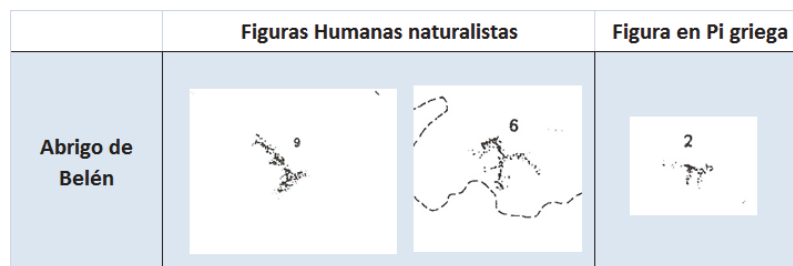 Figuras Humanas naturalistas
Figura en Pi griega
Abrigo de
Belén
9
6
2